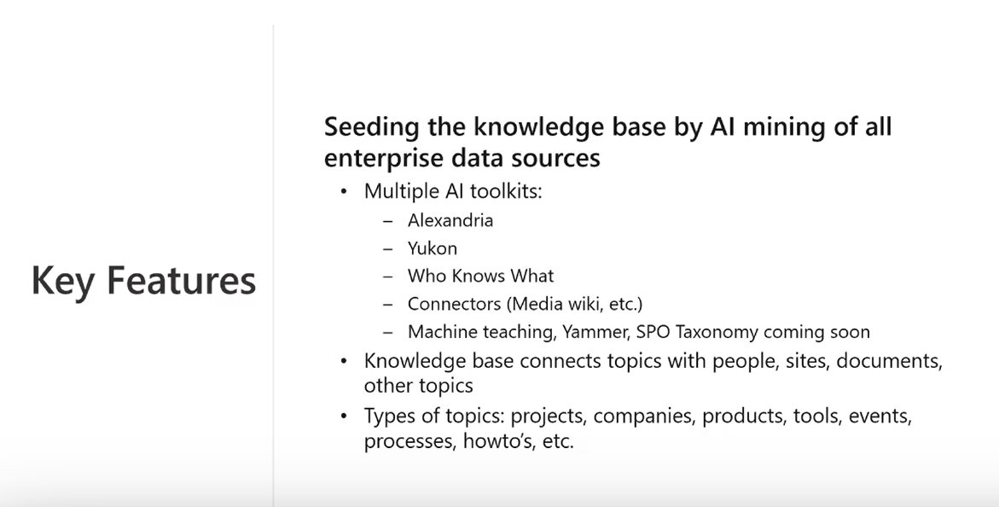 Key Features
Seeding the knowledge base by AI mining of all
enterprise data sources
• Multiple AI toolkits:
– Alexandria
– Yukon
– Who Knows What
– Connectors (Media wiki, etc.)
– Machine teaching, Yammer, SPO Taxonomy coming soon
• Knowledge base connects topics with people, sites, documents,
other topics
• Types of topics: projects, companies, products, tools, events,
processes, howto's, etc.